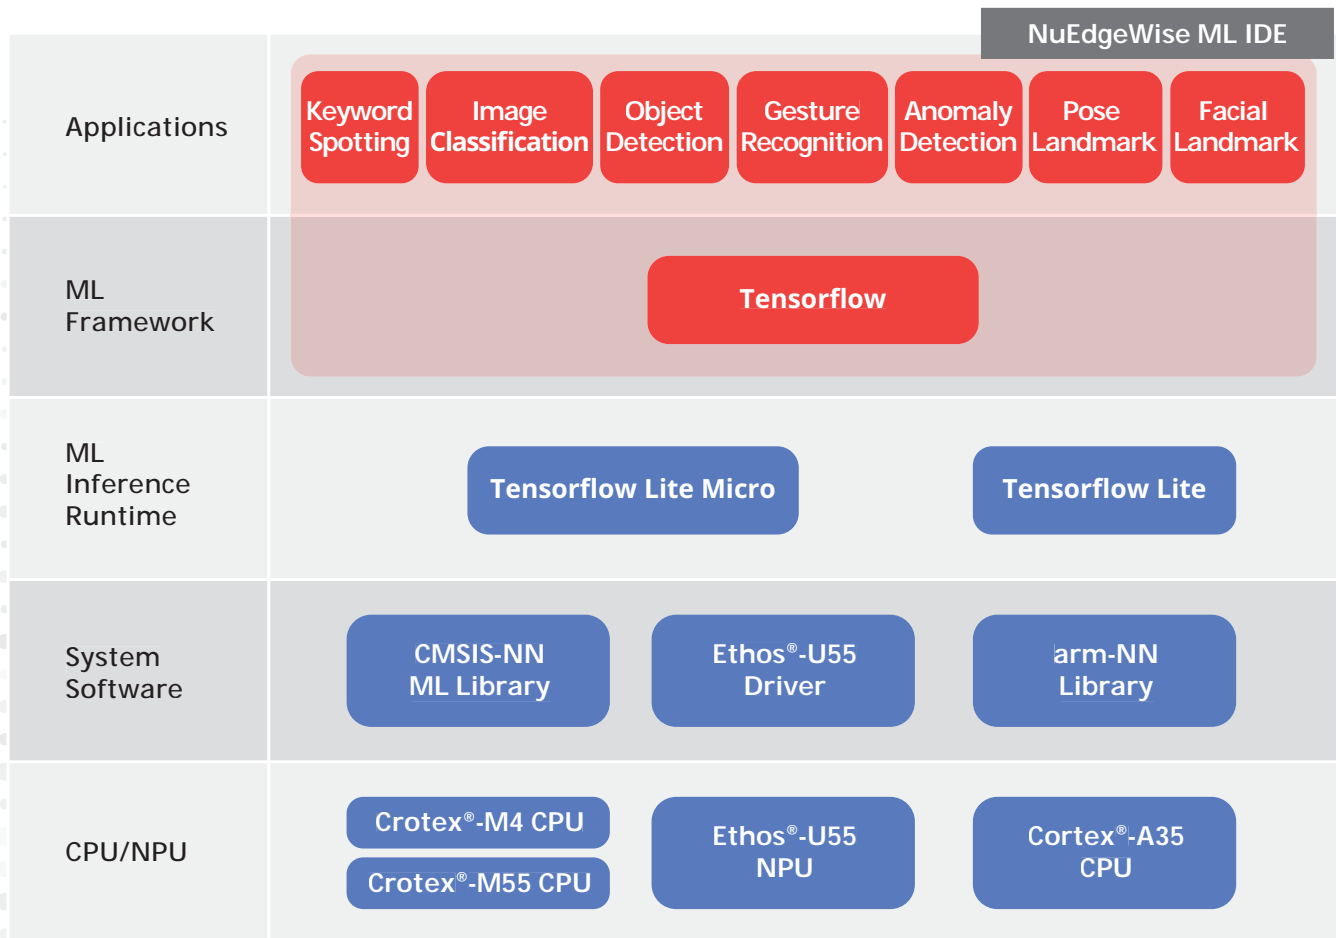 NuEdgeWise ML IDE
Applications
Keyword
Spotting
Image
Classification
Object
Detection
Gesture
Recognition
Anomaly
Detection
Pose
Landmark
Facial
Landmark
ML
Framework
Tensorflow
ML
Inference
Runtime
Tensorflow Lite Micro
Tensorflow Lite
System
Software
CMSIS-NN
ML Library
Ethos®-U55
Driver
arm-NN
Library
CPU/NPU
Crotex®-M4 CPU
Crotex®-M55 CPU
Ethos®-U55
NPU
Cortex®-A35
CPU